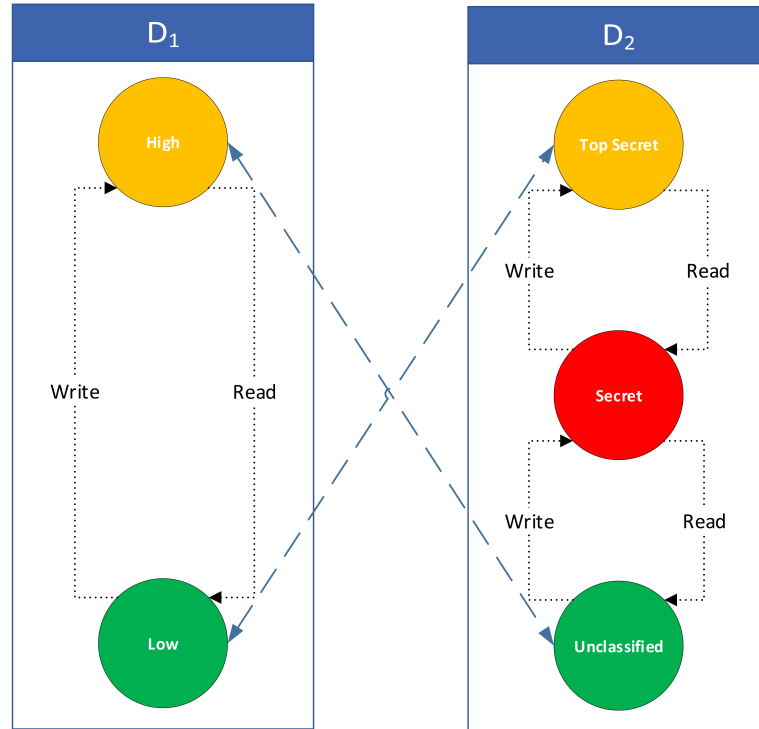 D₁
D₂
High
Top Secret
Write
Read
Write
Read
Secret
Write
Read
Low
Unclassified